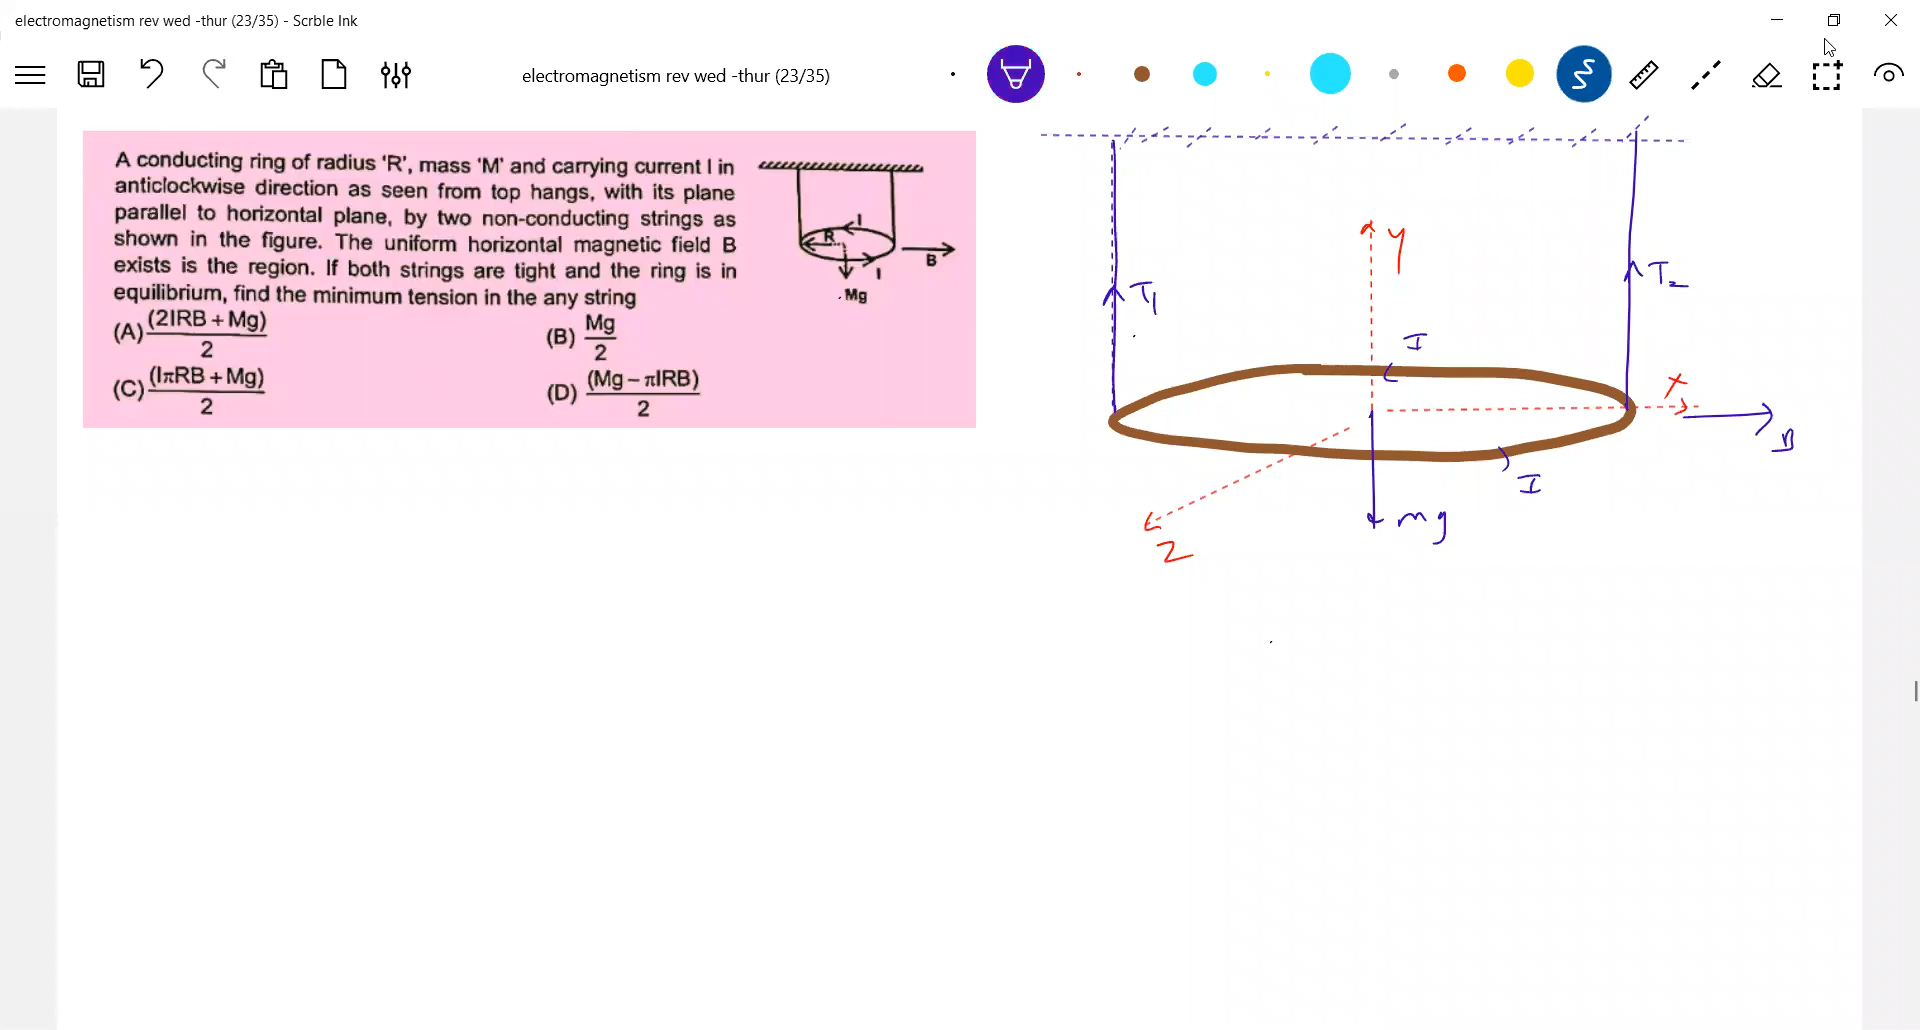 electromagnetism rev wed -thur (23/35) - Scrble Ink
electromagnetism rev wed -thur (23/35)
A conducting ring of radius 'R', mass 'M' and carrying current I in
anticlockwise direction as seen from top hangs, with its plane
parallel to horizontal plane, by two non-conducting strings as
shown in the figure. The uniform horizontal magnetic field B
exists is the region. If both strings are tight and the ring is in
equilibrium, find the minimum tension in the any string
(A) (2IRB + Mg)/2
(B) Mg/2
(C) (IπRB + Mg)/2
(D) (Mg – πIRB)/2
I
R
B
I
Mg
y
T1
T2
I
x
B
I
mg
z